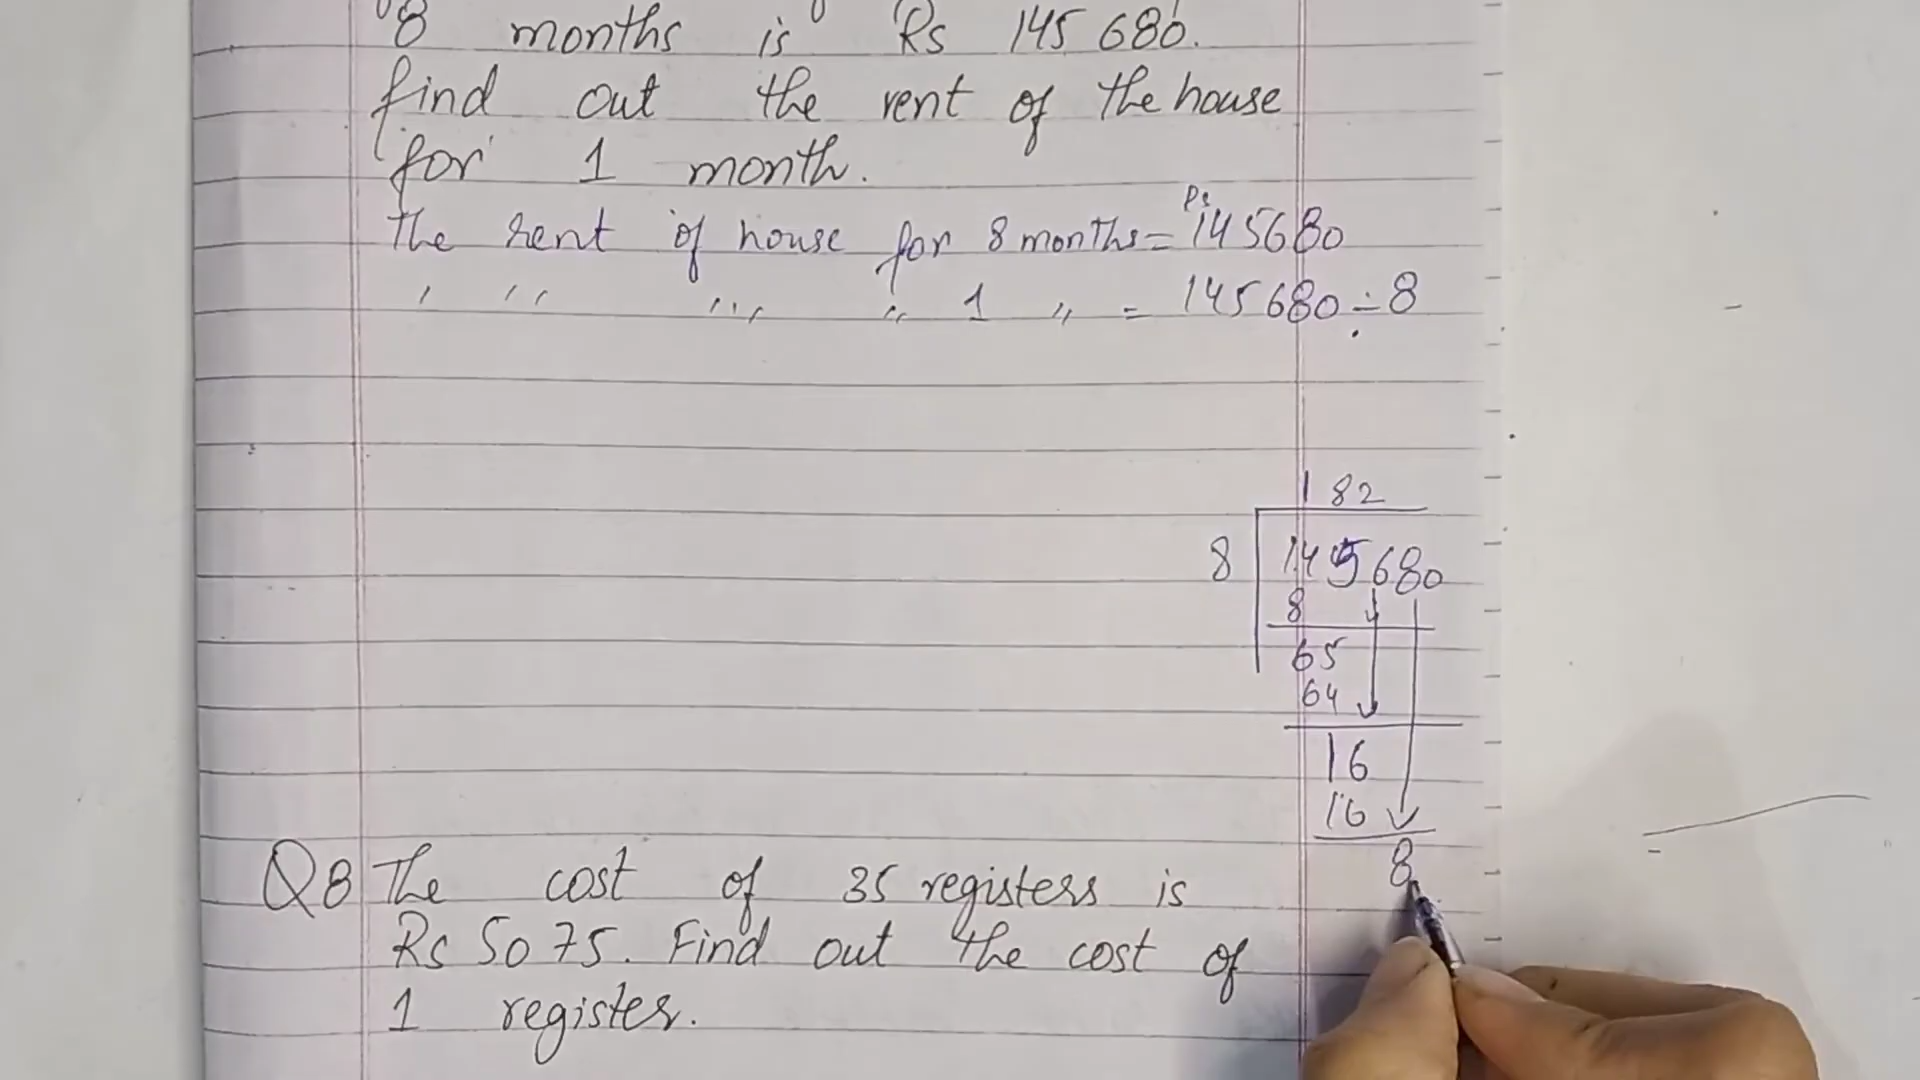 8 months is Rs 145 680.
find out the rent of the house
for 1 month.
Rs
The rent of house for 8 months = 145680
" " " " 1 " = 145680 ÷ 8
182
8 145680
8
65
64
16
16
8
Q8 The cost of 35 registers is
Rs 5075. Find out the cost of
1 register.